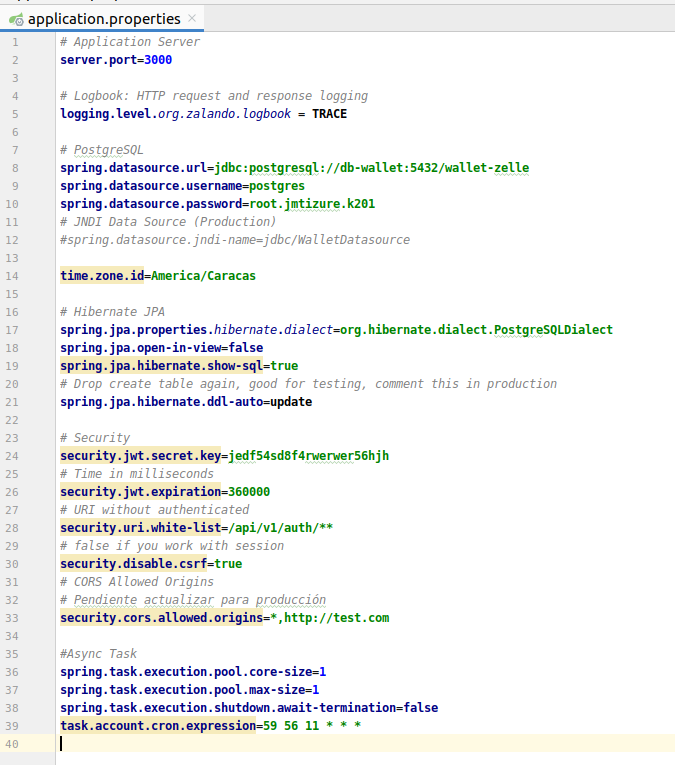 application.properties
1 # Application Server
2 server.port=3000
3
4 # Logbook: HTTP request and response logging
5 logging.level.org.zalando.logbook = TRACE
6
7 # PostgreSQL
8 spring.datasource.url=jdbc:postgresql://db-wallet:5432/wallet-zelle
9 spring.datasource.username=postgres
10 spring.datasource.password=root.jmtizure.k201
11 # JNDI Data Source (Production)
12 #spring.datasource.jndi-name=jdbc/WalletDatasource
13
14 time.zone.id=America/Caracas
15
16 # Hibernate JPA
17 spring.jpa.properties.hibernate.dialect=org.hibernate.dialect.PostgreSQLDialect
18 spring.jpa.open-in-view=false
19 spring.jpa.hibernate.show-sql=true
20 # Drop create table again, good for testing, comment this in production
21 spring.jpa.hibernate.ddl-auto=update
22
23 # Security
24 security.jwt.secret.key=jedf54sd8f4rwerwer56hjh
25 # Time in milliseconds
26 security.jwt.expiration=360000
27 # URI without authenticated
28 security.uri.white-list=/api/v1/auth/**
29 # false if you work with session
30 security.disable.csrf=true
31 # CORS Allowed Origins
32 # Pendiente actualizar para producción
33 security.cors.allowed.origins=*,http://test.com
34
35 #Async Task
36 spring.task.execution.pool.core-size=1
37 spring.task.execution.pool.max-size=1
38 spring.task.execution.shutdown.await-termination=false
39 task.account.cron.expression=59 56 11 * * *
40